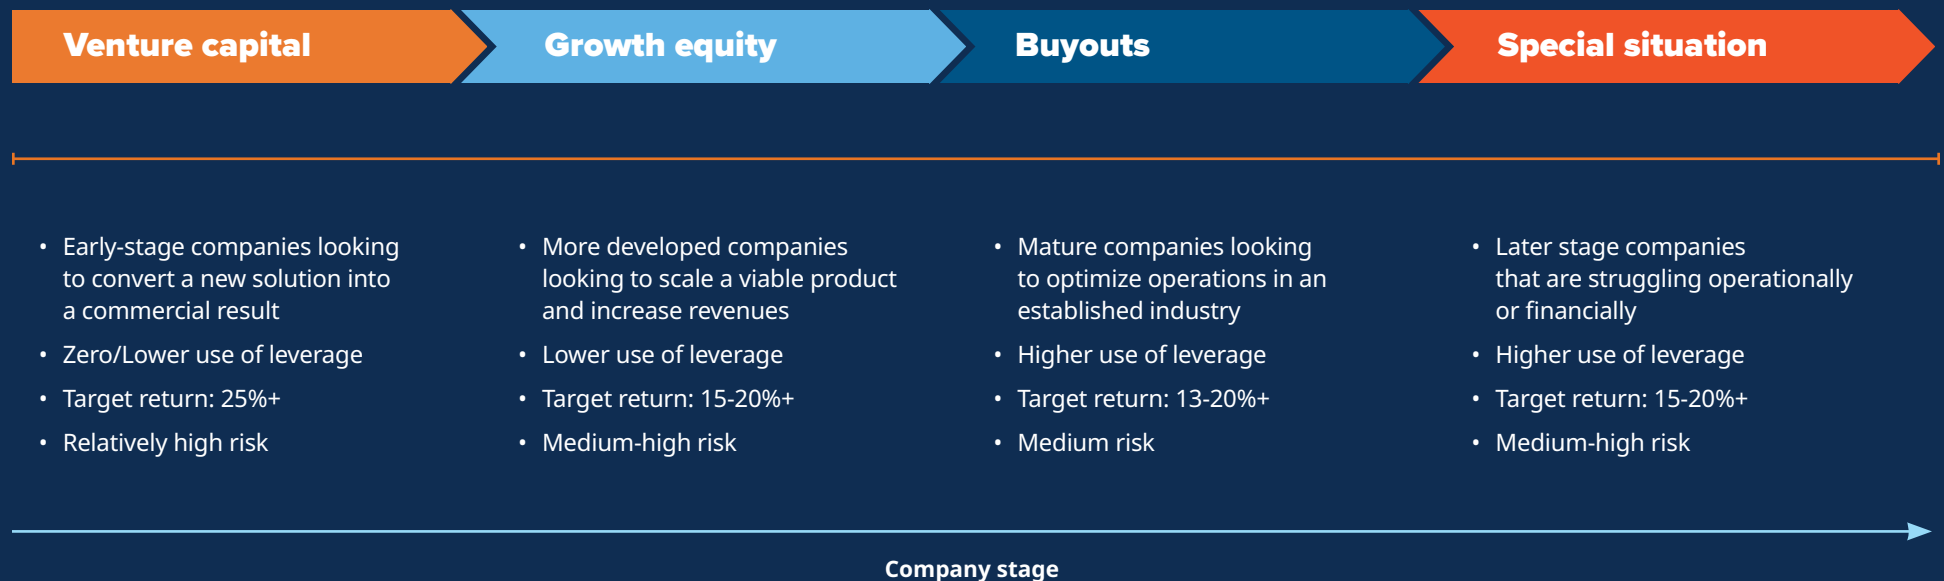 Venture capital
Growth equity
Buyouts
Special situation
• Early-stage companies looking
to convert a new solution into
a commercial result
• Zero/Lower use of leverage
• Target return: 25%+
• Relatively high risk
• More developed companies
looking to scale a viable product
and increase revenues
• Lower use of leverage
• Target return: 15-20%+
• Medium-high risk
• Mature companies looking
to optimize operations in an
established industry
• Higher use of leverage
• Target return: 13-20%+
• Medium risk
• Later stage companies
that are struggling operationally
or financially
• Higher use of leverage
• Target return: 15-20%+
• Medium-high risk
Company stage